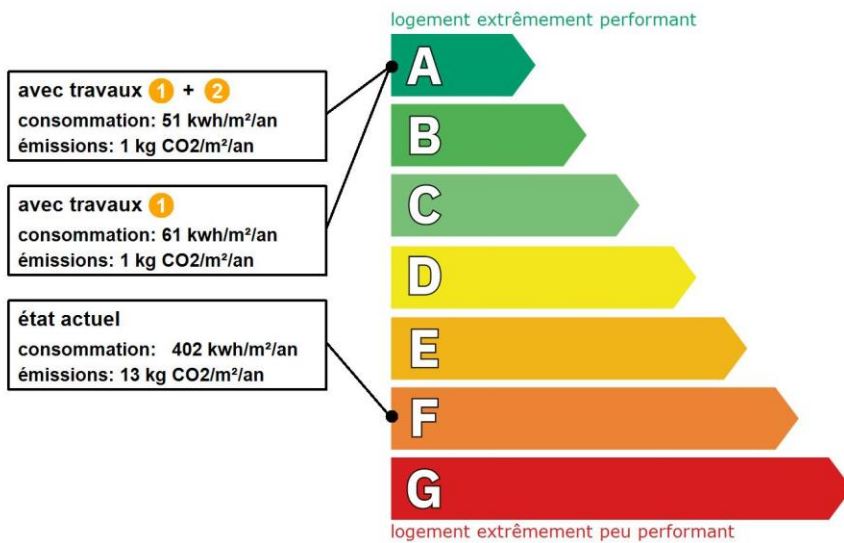 logement extrêmement performant
avec travaux 1 + 2
consommation: 51 kwh/m²/an
émissions: 1 kg CO2/m²/an
avec travaux 1
consommation: 61 kwh/m²/an
émissions: 1 kg CO2/m²/an
état actuel
consommation: 402 kwh/m²/an
émissions: 13 kg CO2/m²/an
A
B
C
D
E
F
G
logement extrêmement peu performant